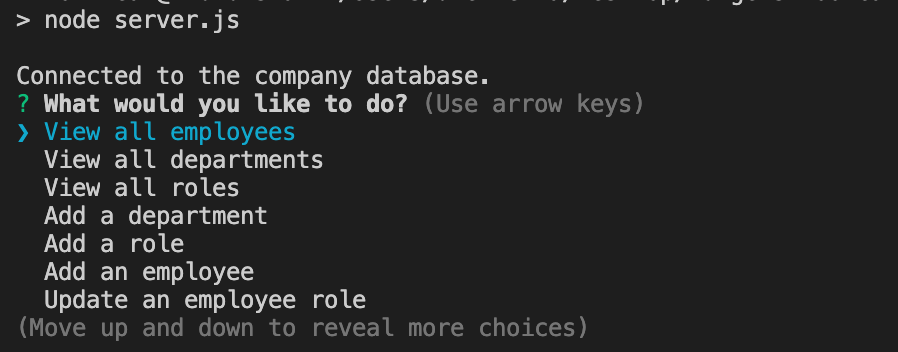 > node server.js
Connected to the company database.
? What would you like to do? (Use arrow keys)
❯ View all employees
View all departments
View all roles
Add a department
Add a role
Add an employee
Update an employee role
(Move up and down to reveal more choices)